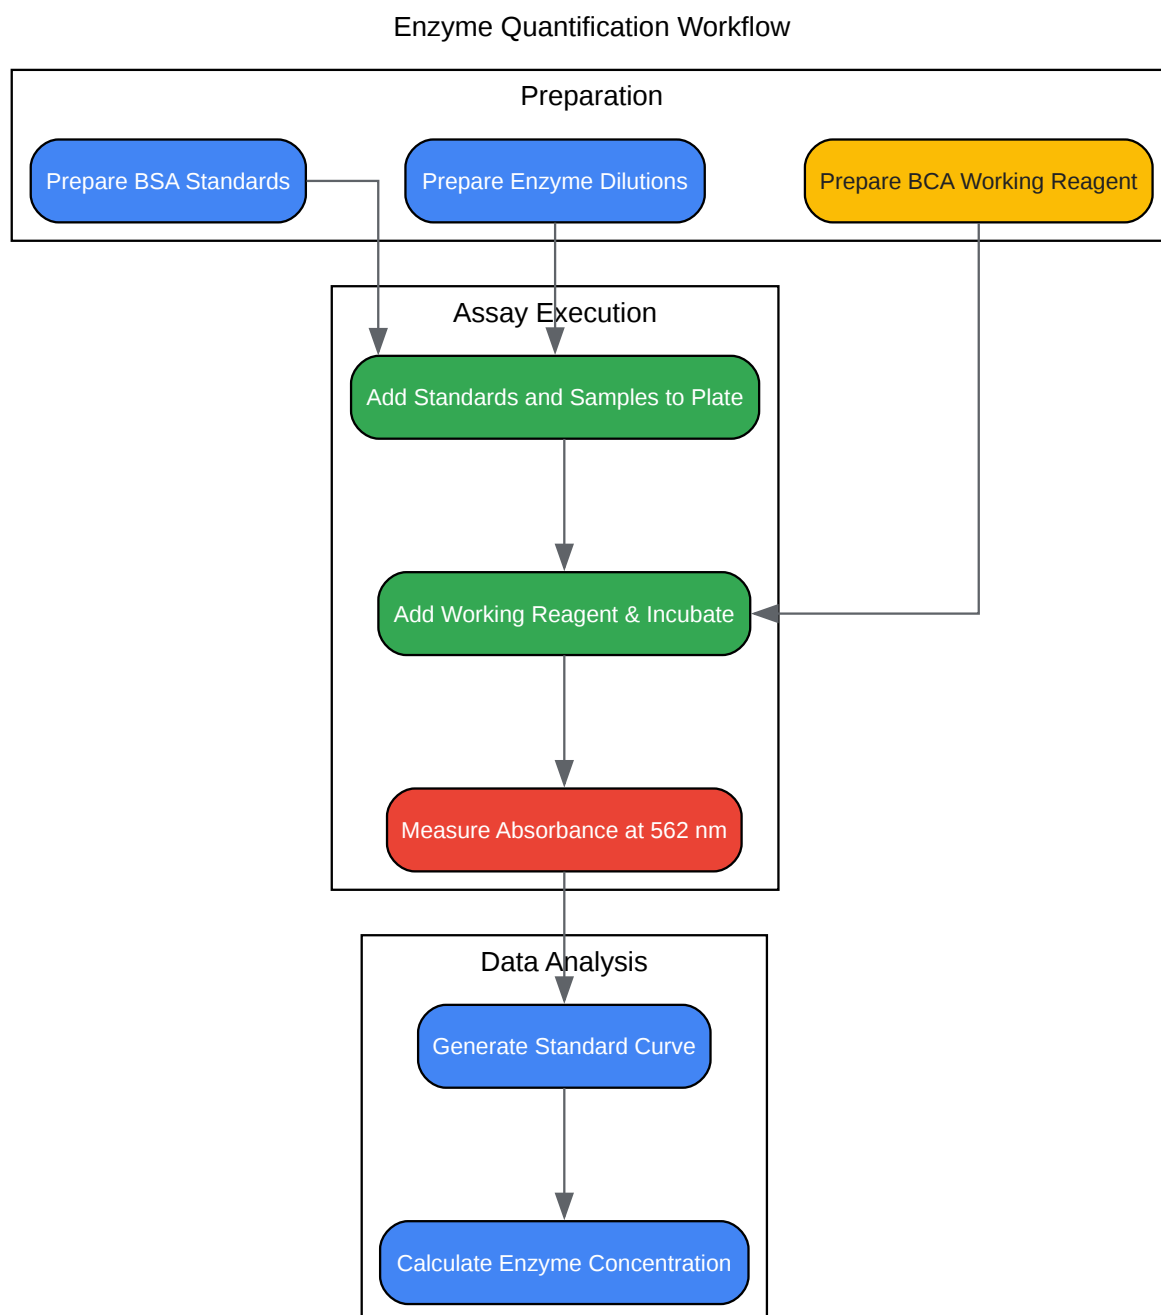 Enzyme Quantification Workflow
Preparation
Prepare BSA Standards
Prepare Enzyme Dilutions
Prepare BCA Working Reagent
Assay Execution
Add Standards and Samples to Plate
Add Working Reagent & Incubate
Measure Absorbance at 562 nm
Data Analysis
Generate Standard Curve
Calculate Enzyme Concentration